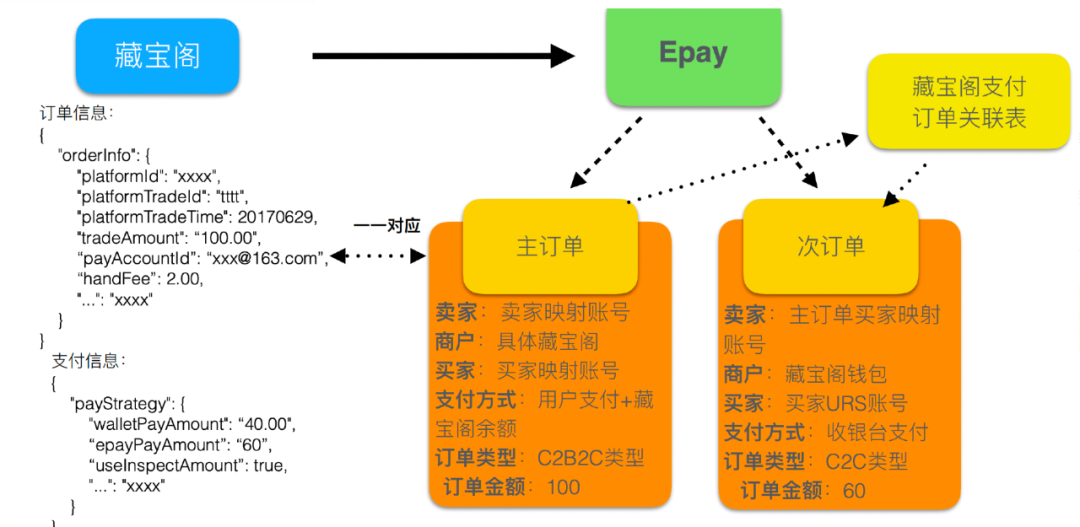 藏宝阁
Epay
藏宝阁支付
订单关联表
订单信息：
{
"orderInfo": {
"platformId": "xxxx",
"platformTradeId": "tttt",
"platformTradeTime": 20170629,
"tradeAmount": “100.00",
“payAccountId”: “xxx@163.com”,
“handFee”: 2.00,
"...": "xxxx"
}
}
支付信息：
{
"payStrategy": {
"walletPayAmount": “40.00",
“epayPayAmount”: “60”,
"useInspectAmount”: true,
"...": "xxxx"
}
}
一一对应
主订单
卖家：卖家映射账号
商户：具体藏宝阁
买家：买家映射账号
支付方式：用户支付+藏
宝阁余额
订单类型：C2B2C类型
订单金额：100
次订单
卖家：主订单买家映射
账号
商户：藏宝阁钱包
买家：买家URS账号
支付方式：收银台支付
订单类型：C2C类型
订单金额：60